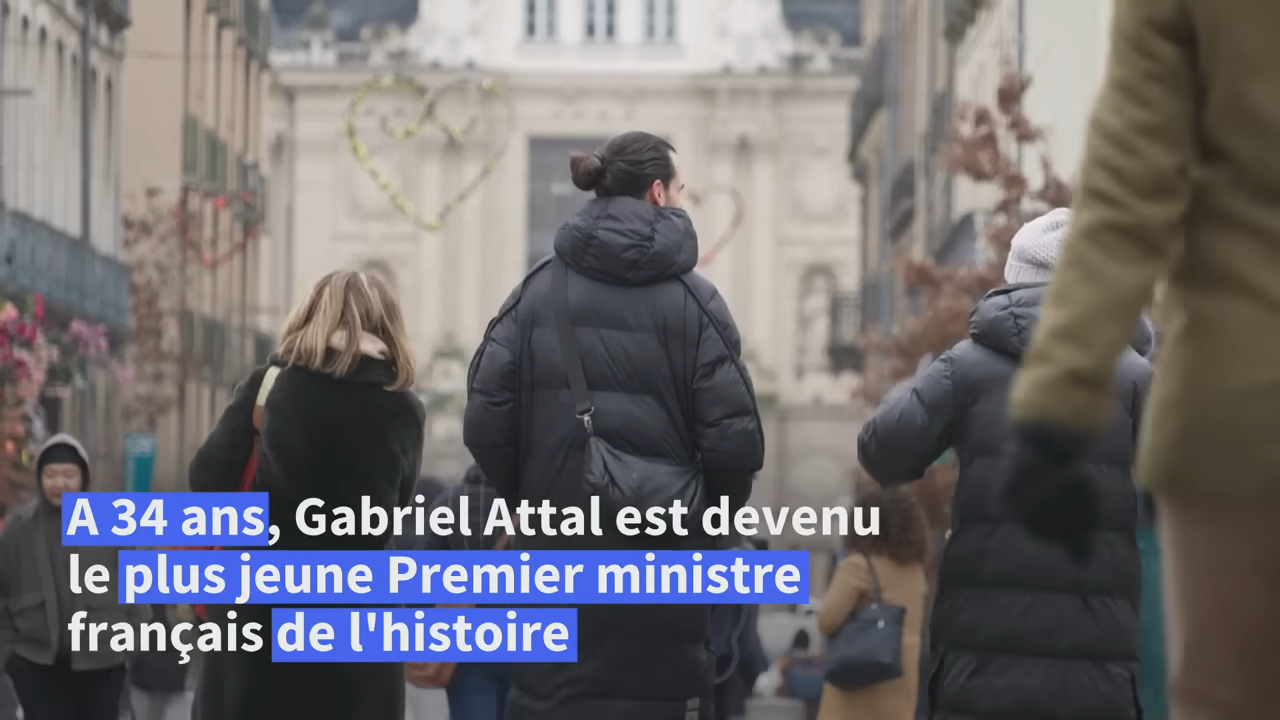 A 34 ans, Gabriel Attal est devenu
le plus jeune Premier ministre
français de l'histoire